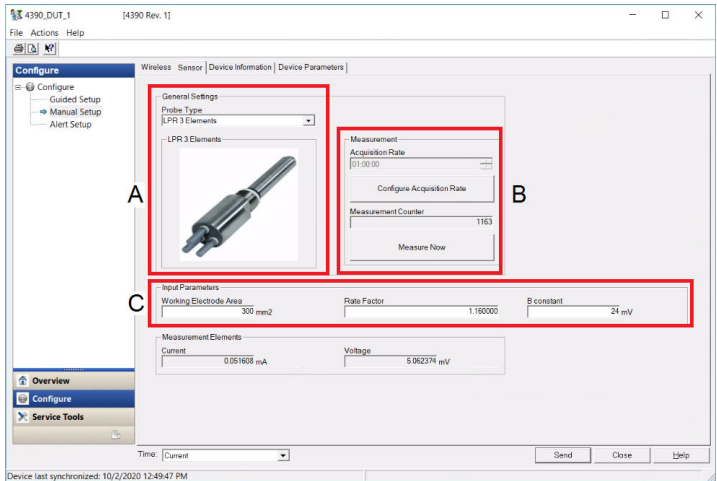 4390_DUT_1 [4390 Rev. 1]
File Actions Help
Configure
Configure
Guided Setup
Manual Setup
Alert Setup
Overview
Configure
Service Tools
Wireless Sensor Device Information Device Parameters
General Settings
Probe Type
LPR 3 Elements
LPR 3 Elements
A
Measurement
Acquisition Rate
01:00:00
Configure Acquisition Rate
Measurement Counter
1163
Measure Now
B
C
Input Parameters
Working Electrode Area
300 mm2
Rate Factor
1.160000
B constant
24 mV
Measurement Elements
Current
0.051608 mA
Voltage
5.062374 mV
Time: Current
Send Close Help
Device last synchronized: 10/2/2020 12:49:47 PM